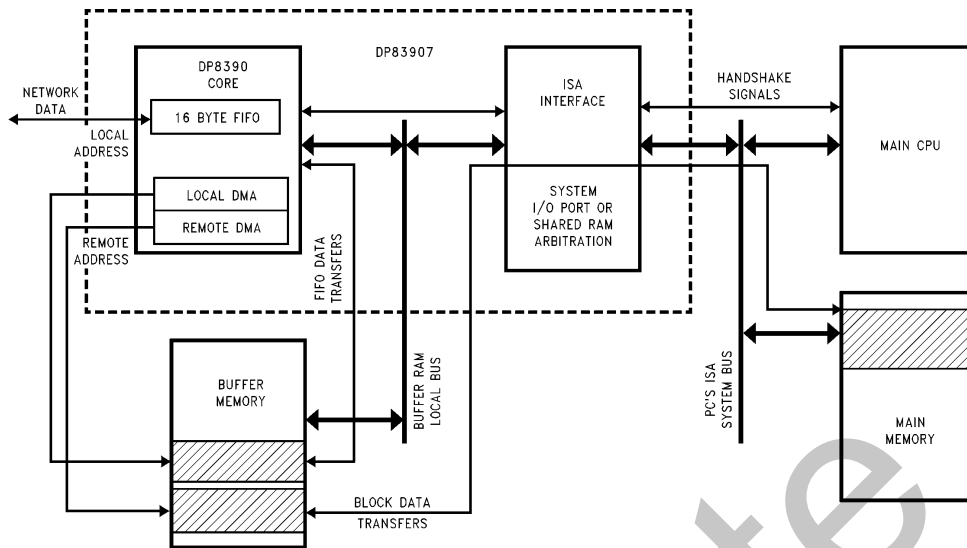 DP8390
CORE
DP83907
NETWORK
DATA
16 BYTE FIFO
LOCAL
ADDRESS
LOCAL DMA
REMOTE DMA
REMOTE
ADDRESS
FIFO DATA
TRANSFERS
ISA
INTERFACE
SYSTEM
I/O PORT OR
SHARED RAM
ARBITRATION
HANDSHAKE
SIGNALS
MAIN CPU
BUFFER
MEMORY
BUFFER RAM
LOCAL BUS
BLOCK DATA
TRANSFERS
PC'S ISA
SYSTEM BUS
MAIN
MEMORY